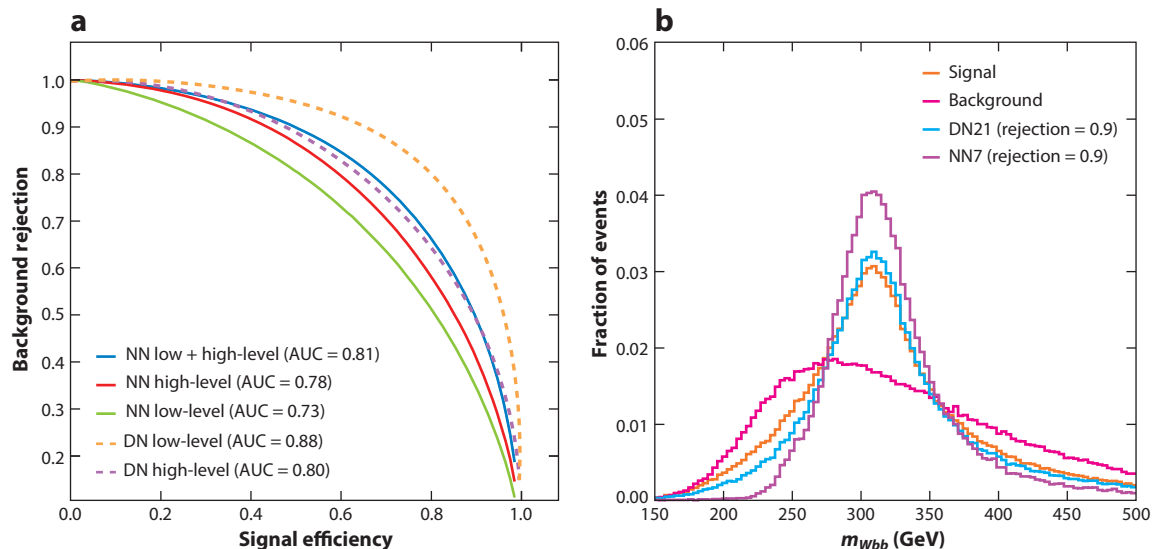 a
1.0
0.9
0.8
0.7
0.6
0.5
0.4
0.3
0.2
Background rejection
NN low + high-level (AUC = 0.81)
NN high-level (AUC = 0.78)
NN low-level (AUC = 0.73)
DN low-level (AUC = 0.88)
DN high-level (AUC = 0.80)
0.0 0.2 0.4 0.6 0.8 1.0
Signal efficiency
b
0.06
0.05
0.04
0.03
0.02
0.01
0.00
Fraction of events
Signal
Background
DN21 (rejection = 0.9)
NN7 (rejection = 0.9)
150 200 250 300 350 400 450 500
mWbb (GeV)